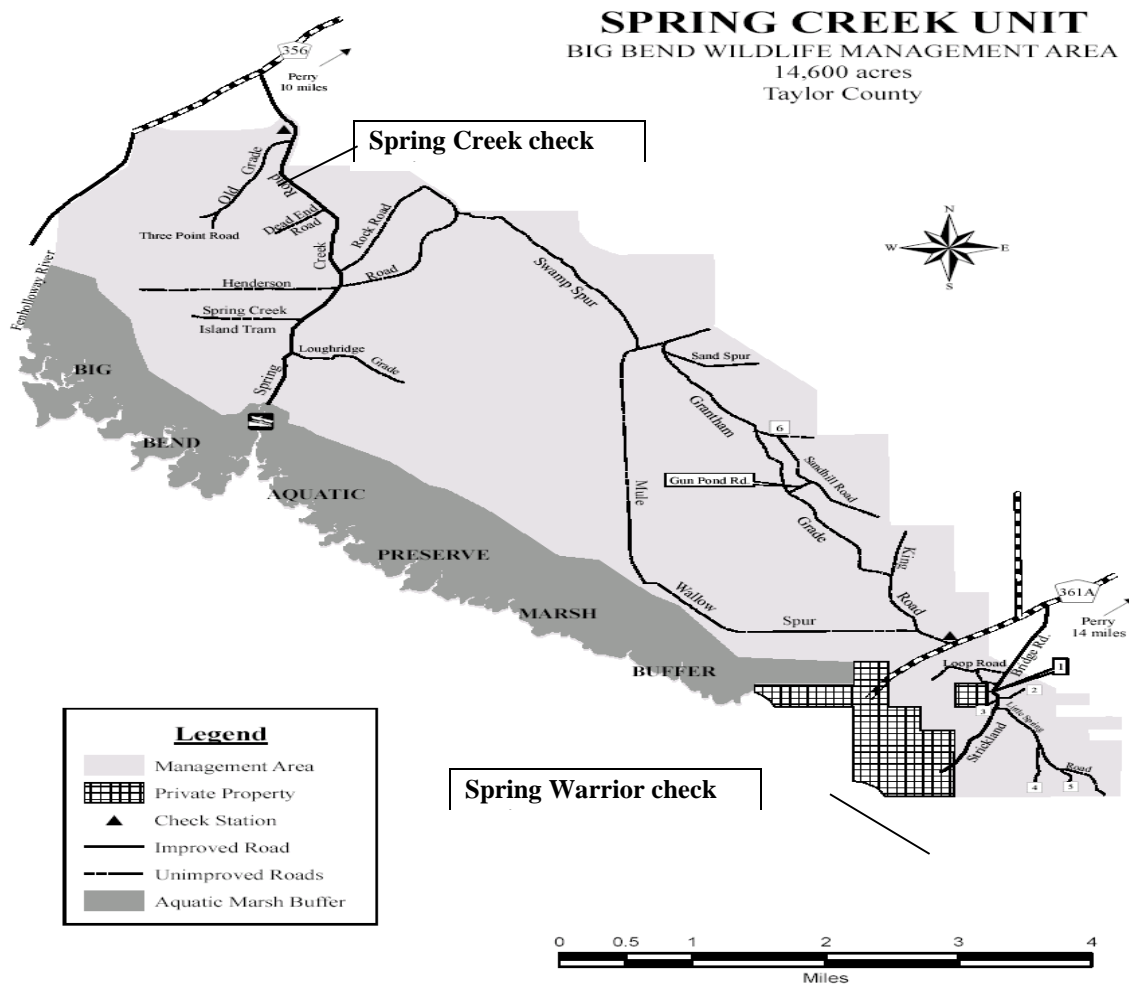 SPRING CREEK UNIT
BIG BEND WILDLIFE MANAGEMENT AREA
14,600 acres
Taylor County
356
Perry
10 miles
Spring Creek check
Old Grade
Road
Dead End
Road
Three Point Road
Rock Road
Creek
Henderson
Road
Spring Creek
Island Tram
Loughridge
Grade
Spring
Fenholloway River
Swamp Spur
Sand Spur
Grantham
6
Sandhill Road
Gun Pond Rd.
Grade
Mule
King
Road
Wallow
Spur
N
W
E
S
BIG
BEND
AQUATIC
PRESERVE
MARSH
BUFFER
361A
Perry
14 miles
Bridge Rd.
Loop Road
1
2
3
Little Spring
Strickland
Road
4
5
Legend
Management Area
Private Property
Check Station
Improved Road
Unimproved Roads
Aquatic Marsh Buffer
Spring Warrior check
0 0.5 1 2 3 4
Miles